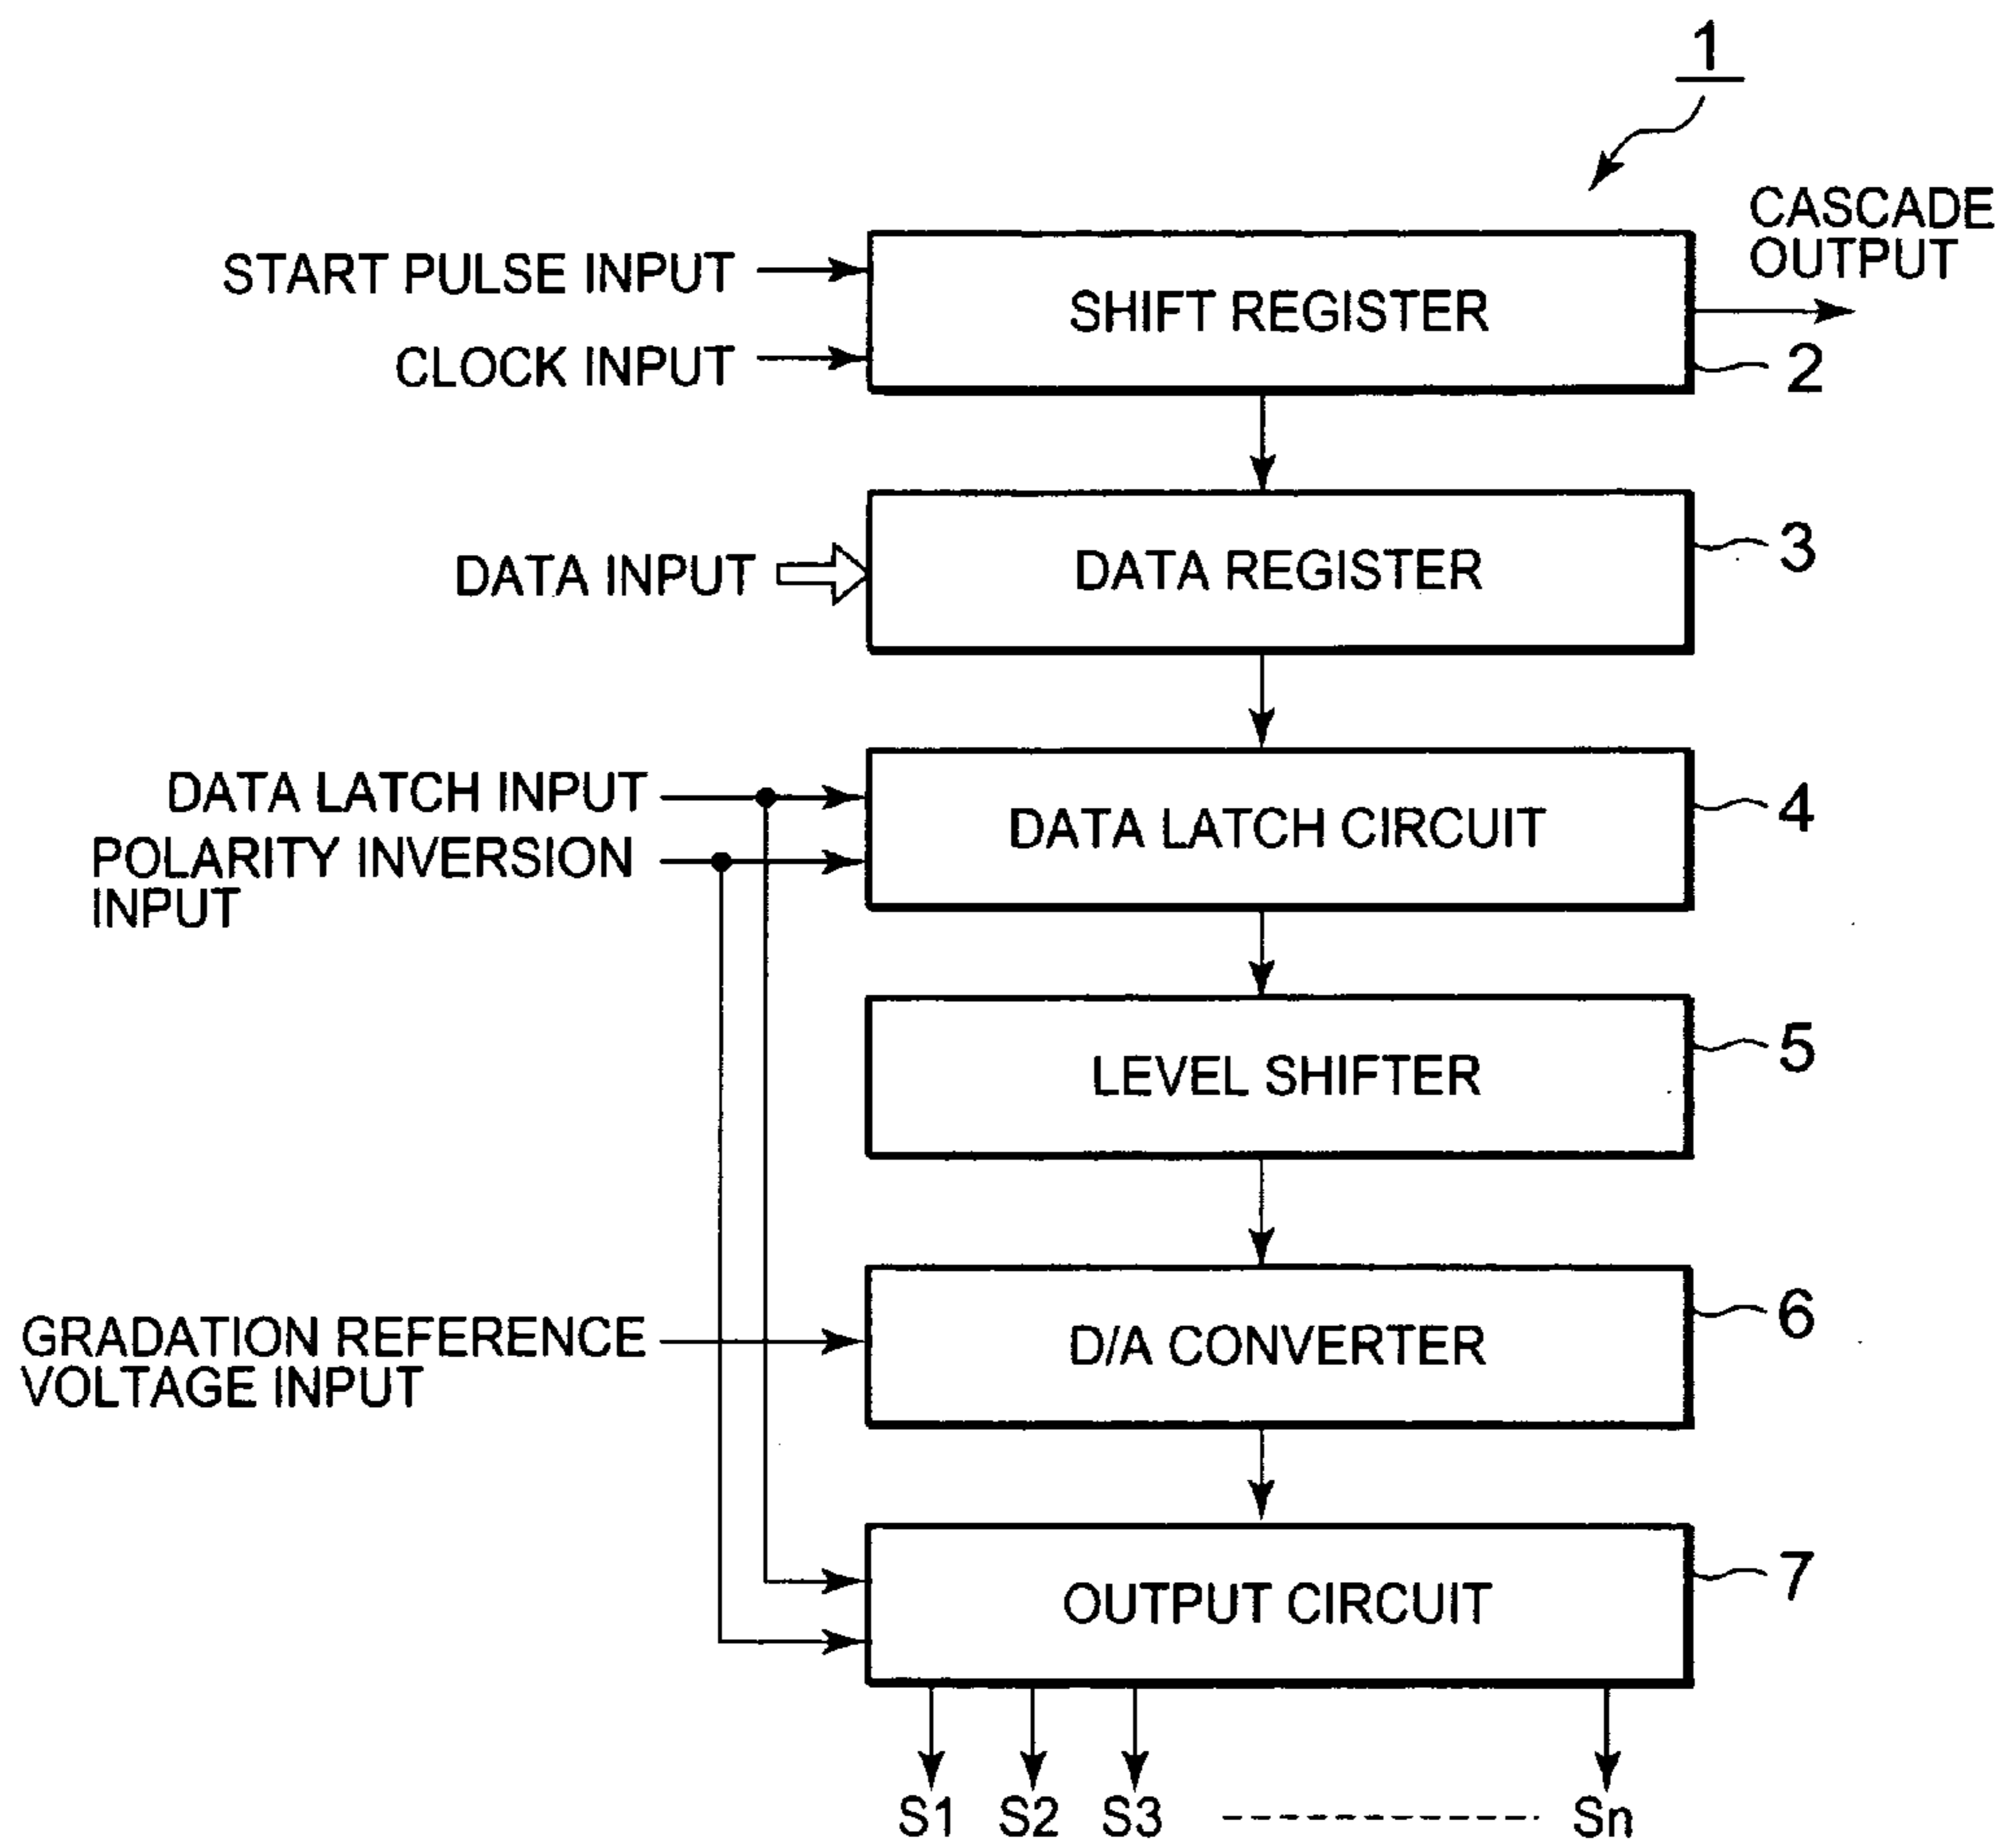 1
CASCADE
OUTPUT
START PULSE INPUT
SHIFT REGISTER
CLOCK INPUT
2
DATA INPUT
DATA REGISTER
3
DATA LATCH INPUT
DATA LATCH CIRCUIT
4
POLARITY INVERSION
INPUT
LEVEL SHIFTER
5
GRADATION REFERENCE
VOLTAGE INPUT
D/A CONVERTER
6
OUTPUT CIRCUIT
7
S1 S2 S3 Sn